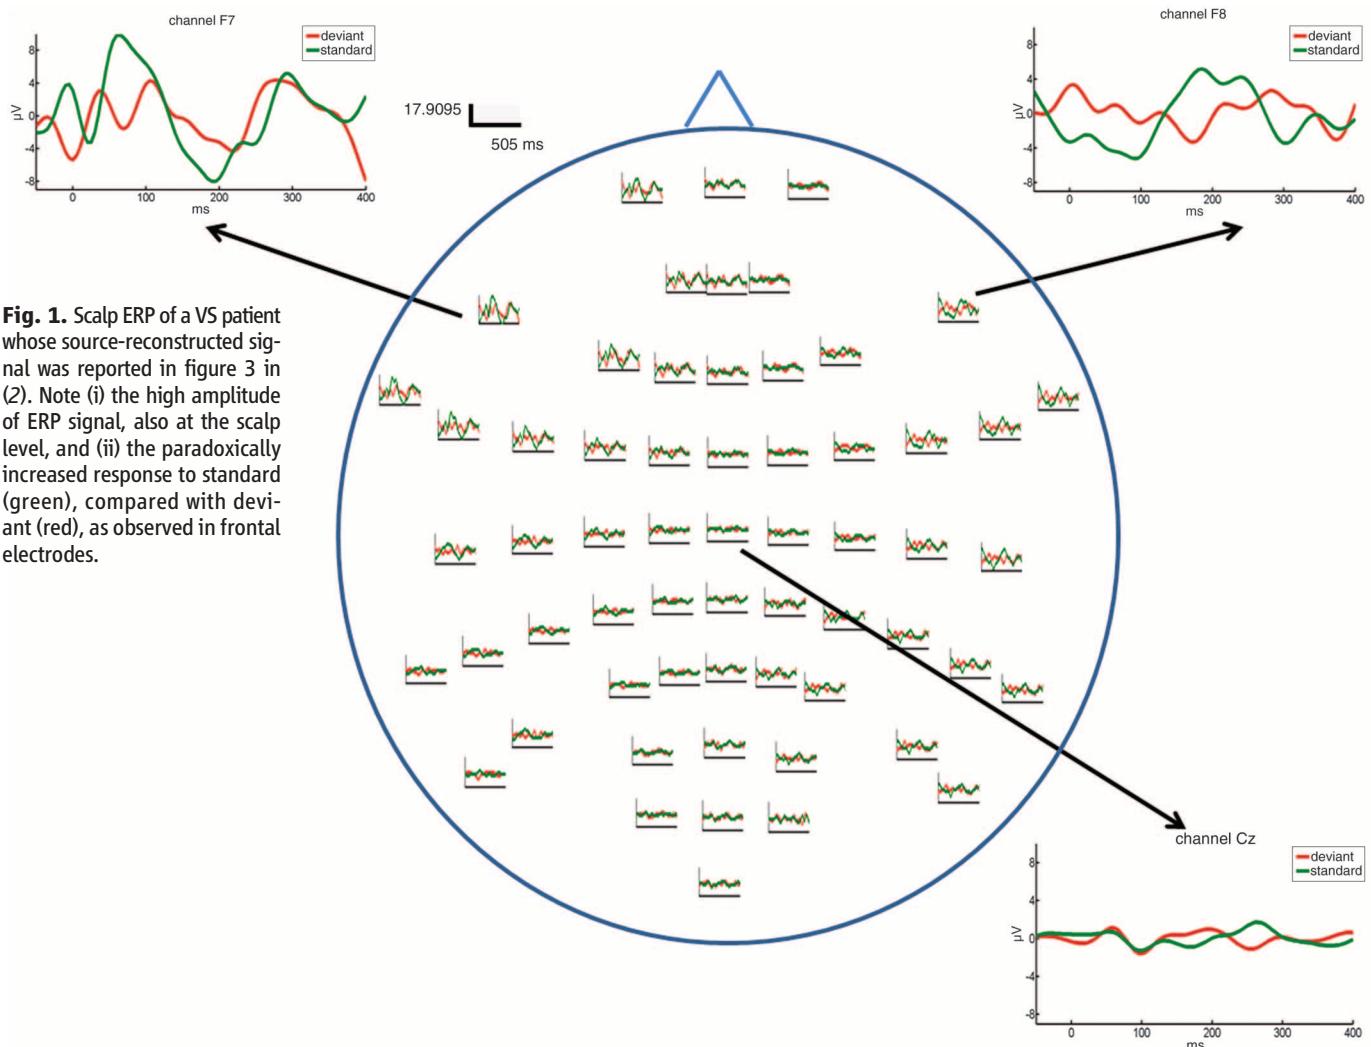 channel F7
deviant
standard
8
4
0
-4
-8
µV
0 100 200 300 400
ms
17.9095
505 ms
channel F8
deviant
standard
8
4
0
-4
-8
µV
0 100 200 300 400
ms
Fig. 1. Scalp ERP of a VS patient
whose source-reconstructed sig-
nal was reported in figure 3 in
(2). Note (i) the high amplitude
of ERP signal, also at the scalp
level, and (ii) the paradoxically
increased response to standard
(green), compared with devi-
ant (red), as observed in frontal
electrodes.
channel Cz
deviant
standard
8
4
0
-4
-8
µV
0 100 200 300 400
ms